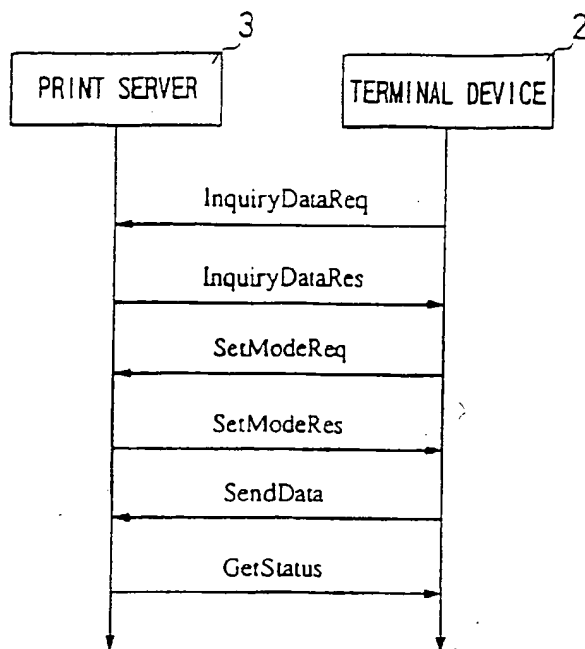 3
2
PRINT SERVER
TERMINAL DEVICE
InquiryDataReq
InquiryDataRes
SetModeReq
SetModeRes
SendData
GetStatus